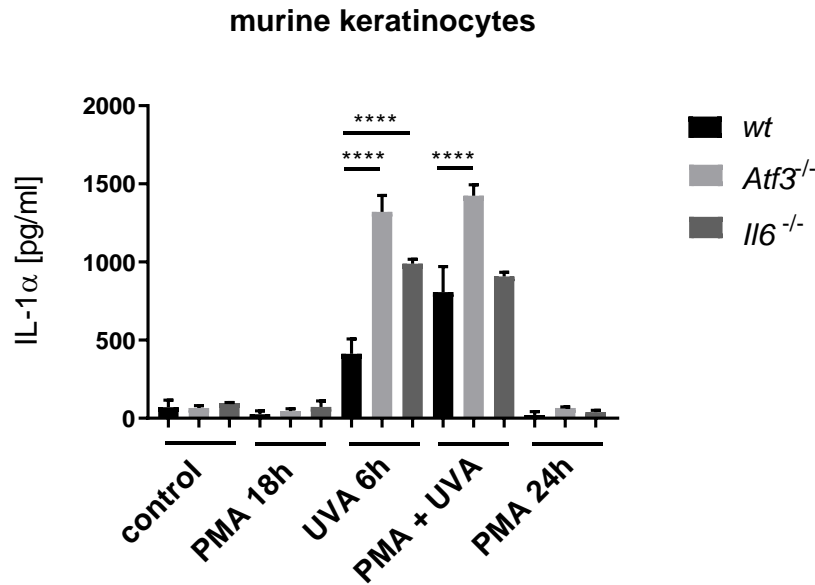 murine keratinocytes
IL-1α [pg/ml]
2000
1500
1000
500
0
****
****
****
wt
Atf3-/-
Il6 -/-
control
PMA 18h
UVA 6h
PMA + UVA
PMA 24h